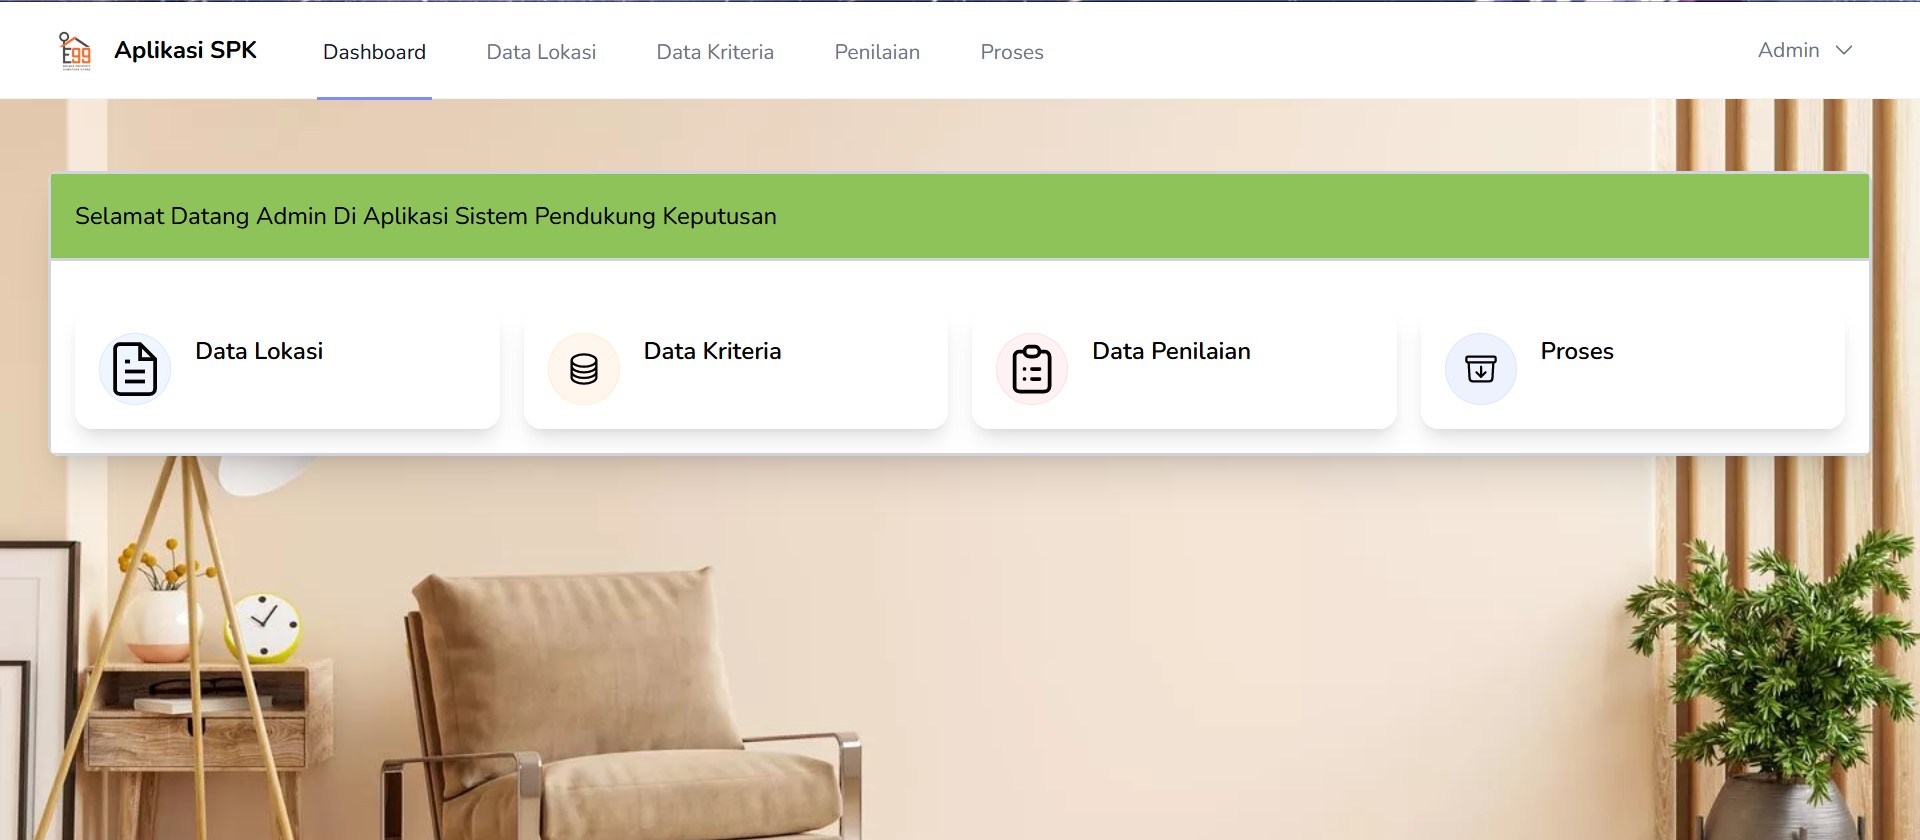 Egg
Aplikasi SPK
Dashboard
Data Lokasi
Data Kriteria
Penilaian
Proses
Admin
Selamat Datang Admin Di Aplikasi Sistem Pendukung Keputusan
Data Lokasi
Data Kriteria
Data Penilaian
Proses